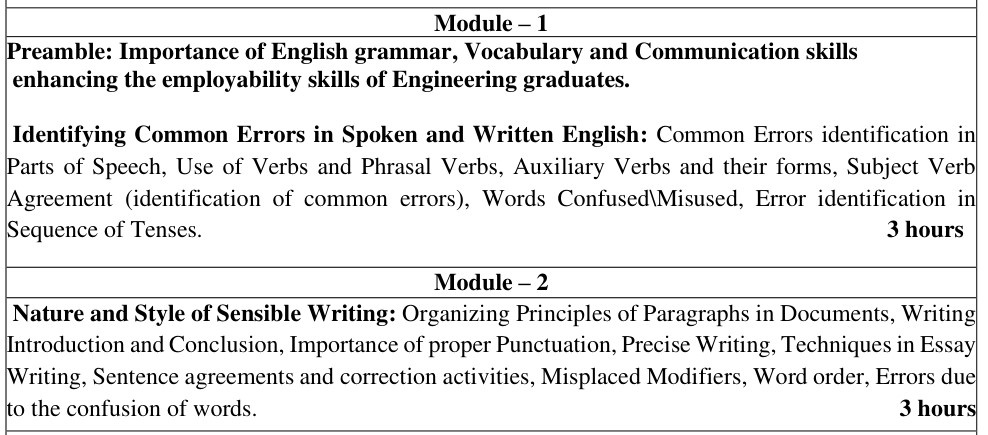 Module – 1
Preamble: Importance of English grammar, Vocabulary and Communication skills
enhancing the employability skills of Engineering graduates.
Identifying Common Errors in Spoken and Written English: Common Errors identification in
Parts of Speech, Use of Verbs and Phrasal Verbs, Auxiliary Verbs and their forms, Subject Verb
Agreement (identification of common errors), Words Confused\Misused, Error identification in
Sequence of Tenses. 3 hours
Module – 2
Nature and Style of Sensible Writing: Organizing Principles of Paragraphs in Documents, Writing
Introduction and Conclusion, Importance of proper Punctuation, Precise Writing, Techniques in Essay
Writing, Sentence agreements and correction activities, Misplaced Modifiers, Word order, Errors due
to the confusion of words. 3 hours